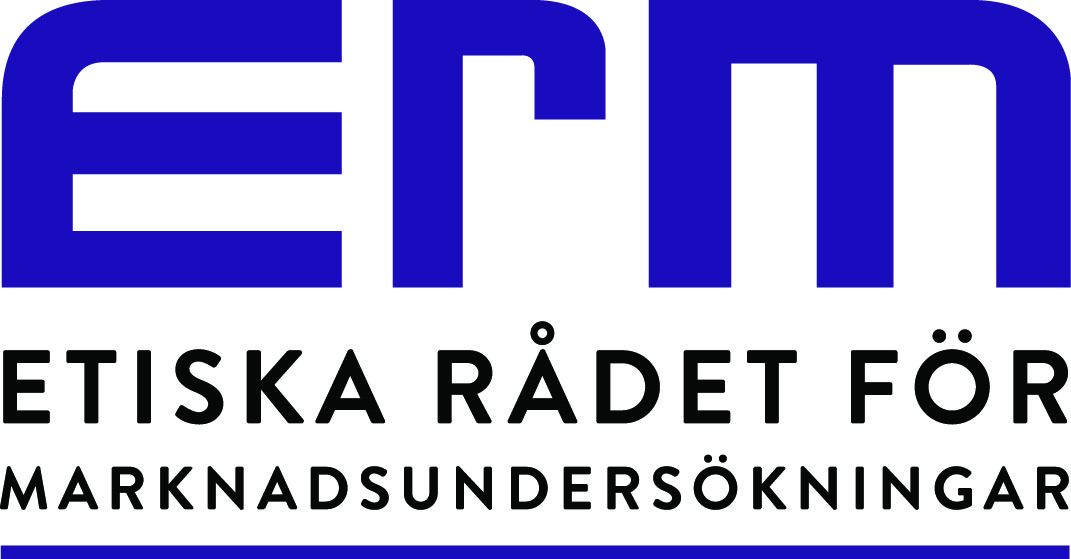 erm
ETISKA RÅDET FÖR
MARKNADSUNDERSÖKNINGAR